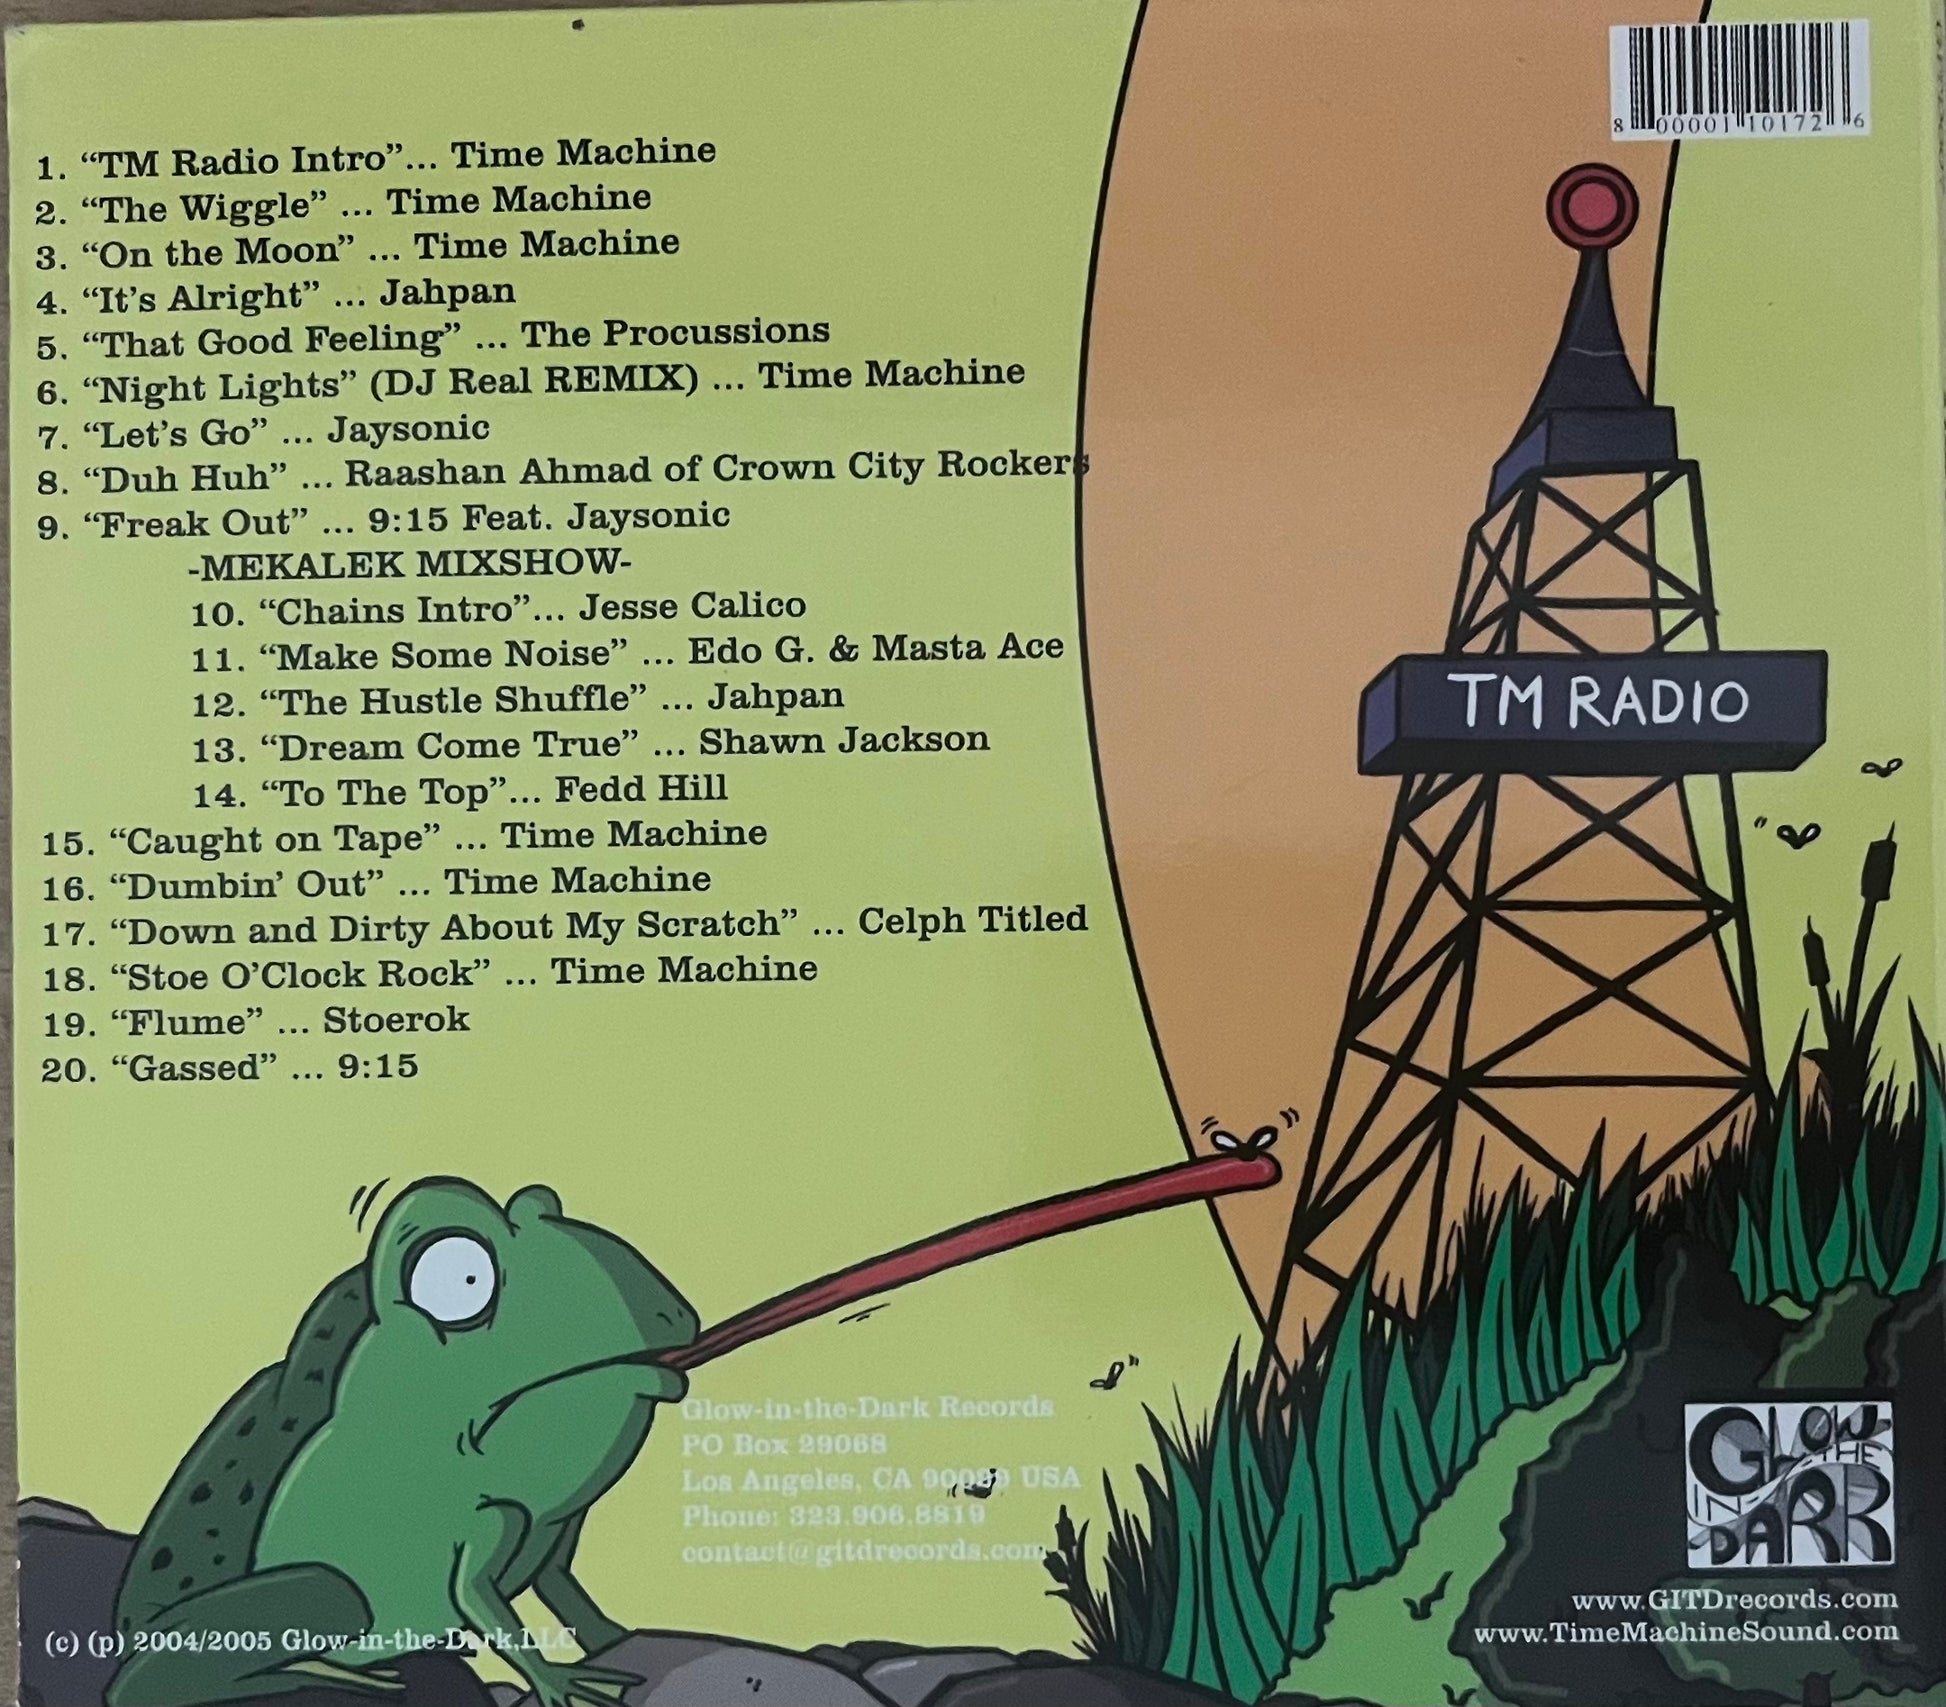 8 00001 10172 6
1. “TM Radio Intro”... Time Machine
2. “The Wiggle” ... Time Machine
3. “On the Moon” ... Time Machine
4. “It's Alright” ... Jahpan
5. “That Good Feeling” ... The Procussions
6. “Night Lights” (DJ Real REMIX) ... Time Machine
7. “Let's Go” ... Jaysonic
8. “Duh Huh” ... Raashan Ahmad of Crown City Rockers
9. “Freak Out” ... 9:15 Feat. Jaysonic
-MEKALEK MIXSHOW-
10. “Chains Intro”... Jesse Calico
11. “Make Some Noise” ... Edo G. & Masta Ace
12. “The Hustle Shuffle” ... Jahpan
13. “Dream Come True” ... Shawn Jackson
14. “To The Top”... Fedd Hill
15. “Caught on Tape” ... Time Machine
16. “Dumbin' Out” ... Time Machine
17. “Down and Dirty About My Scratch” ... Celph Titled
18. “Stoe O'Clock Rock” ... Time Machine
19. “Flume” ... Stoerok
20. “Gassed” ... 9:15
TM RADIO
Glow-in-the-Dark Records
PO Box 29068
Los Angeles, CA USA
Phone: 323.906.8819
contact@gitdrecords.com
GLOW
IN-THE
DARK
www.GITDrecords.com
www.TimeMachineSound.com
(c) (p) 2004/2005 Glow-in-the-Dark,LLC